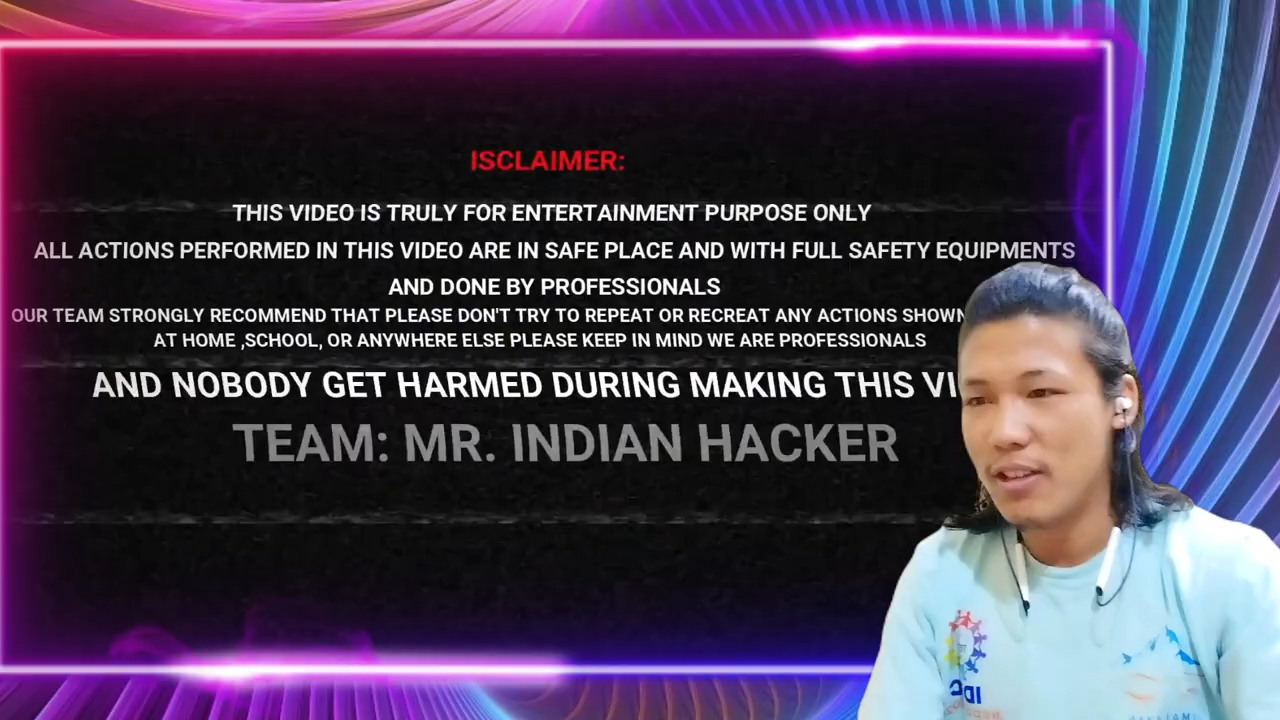 ISCLAIMER:
THIS VIDEO IS TRULY FOR ENTERTAINMENT PURPOSE ONLY
ALL ACTIONS PERFORMED IN THIS VIDEO ARE IN SAFE PLACE AND WITH FULL SAFETY EQUIPMENTS
AND DONE BY PROFESSIONALS
OUR TEAM STRONGLY RECOMMEND THAT PLEASE DON'T TRY TO REPEAT OR RECREAT ANY ACTIONS SHOWN
AT HOME ,SCHOOL, OR ANYWHERE ELSE PLEASE KEEP IN MIND WE ARE PROFESSIONALS
AND NOBODY GET HARMED DURING MAKING THIS VI
TEAM: MR. INDIAN HACKER